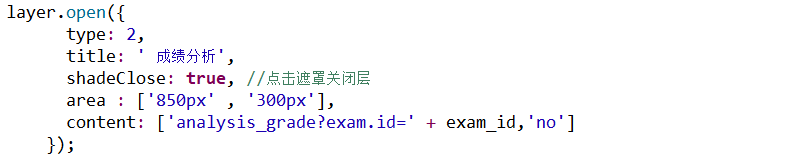 layer.open({
type: 2,
title: ' 成绩分析',
shadeClose: true, //点击遮罩关闭层
area : ['850px' , '300px'],
content: ['analysis_grade?exam.id=' + exam_id,'no']
});